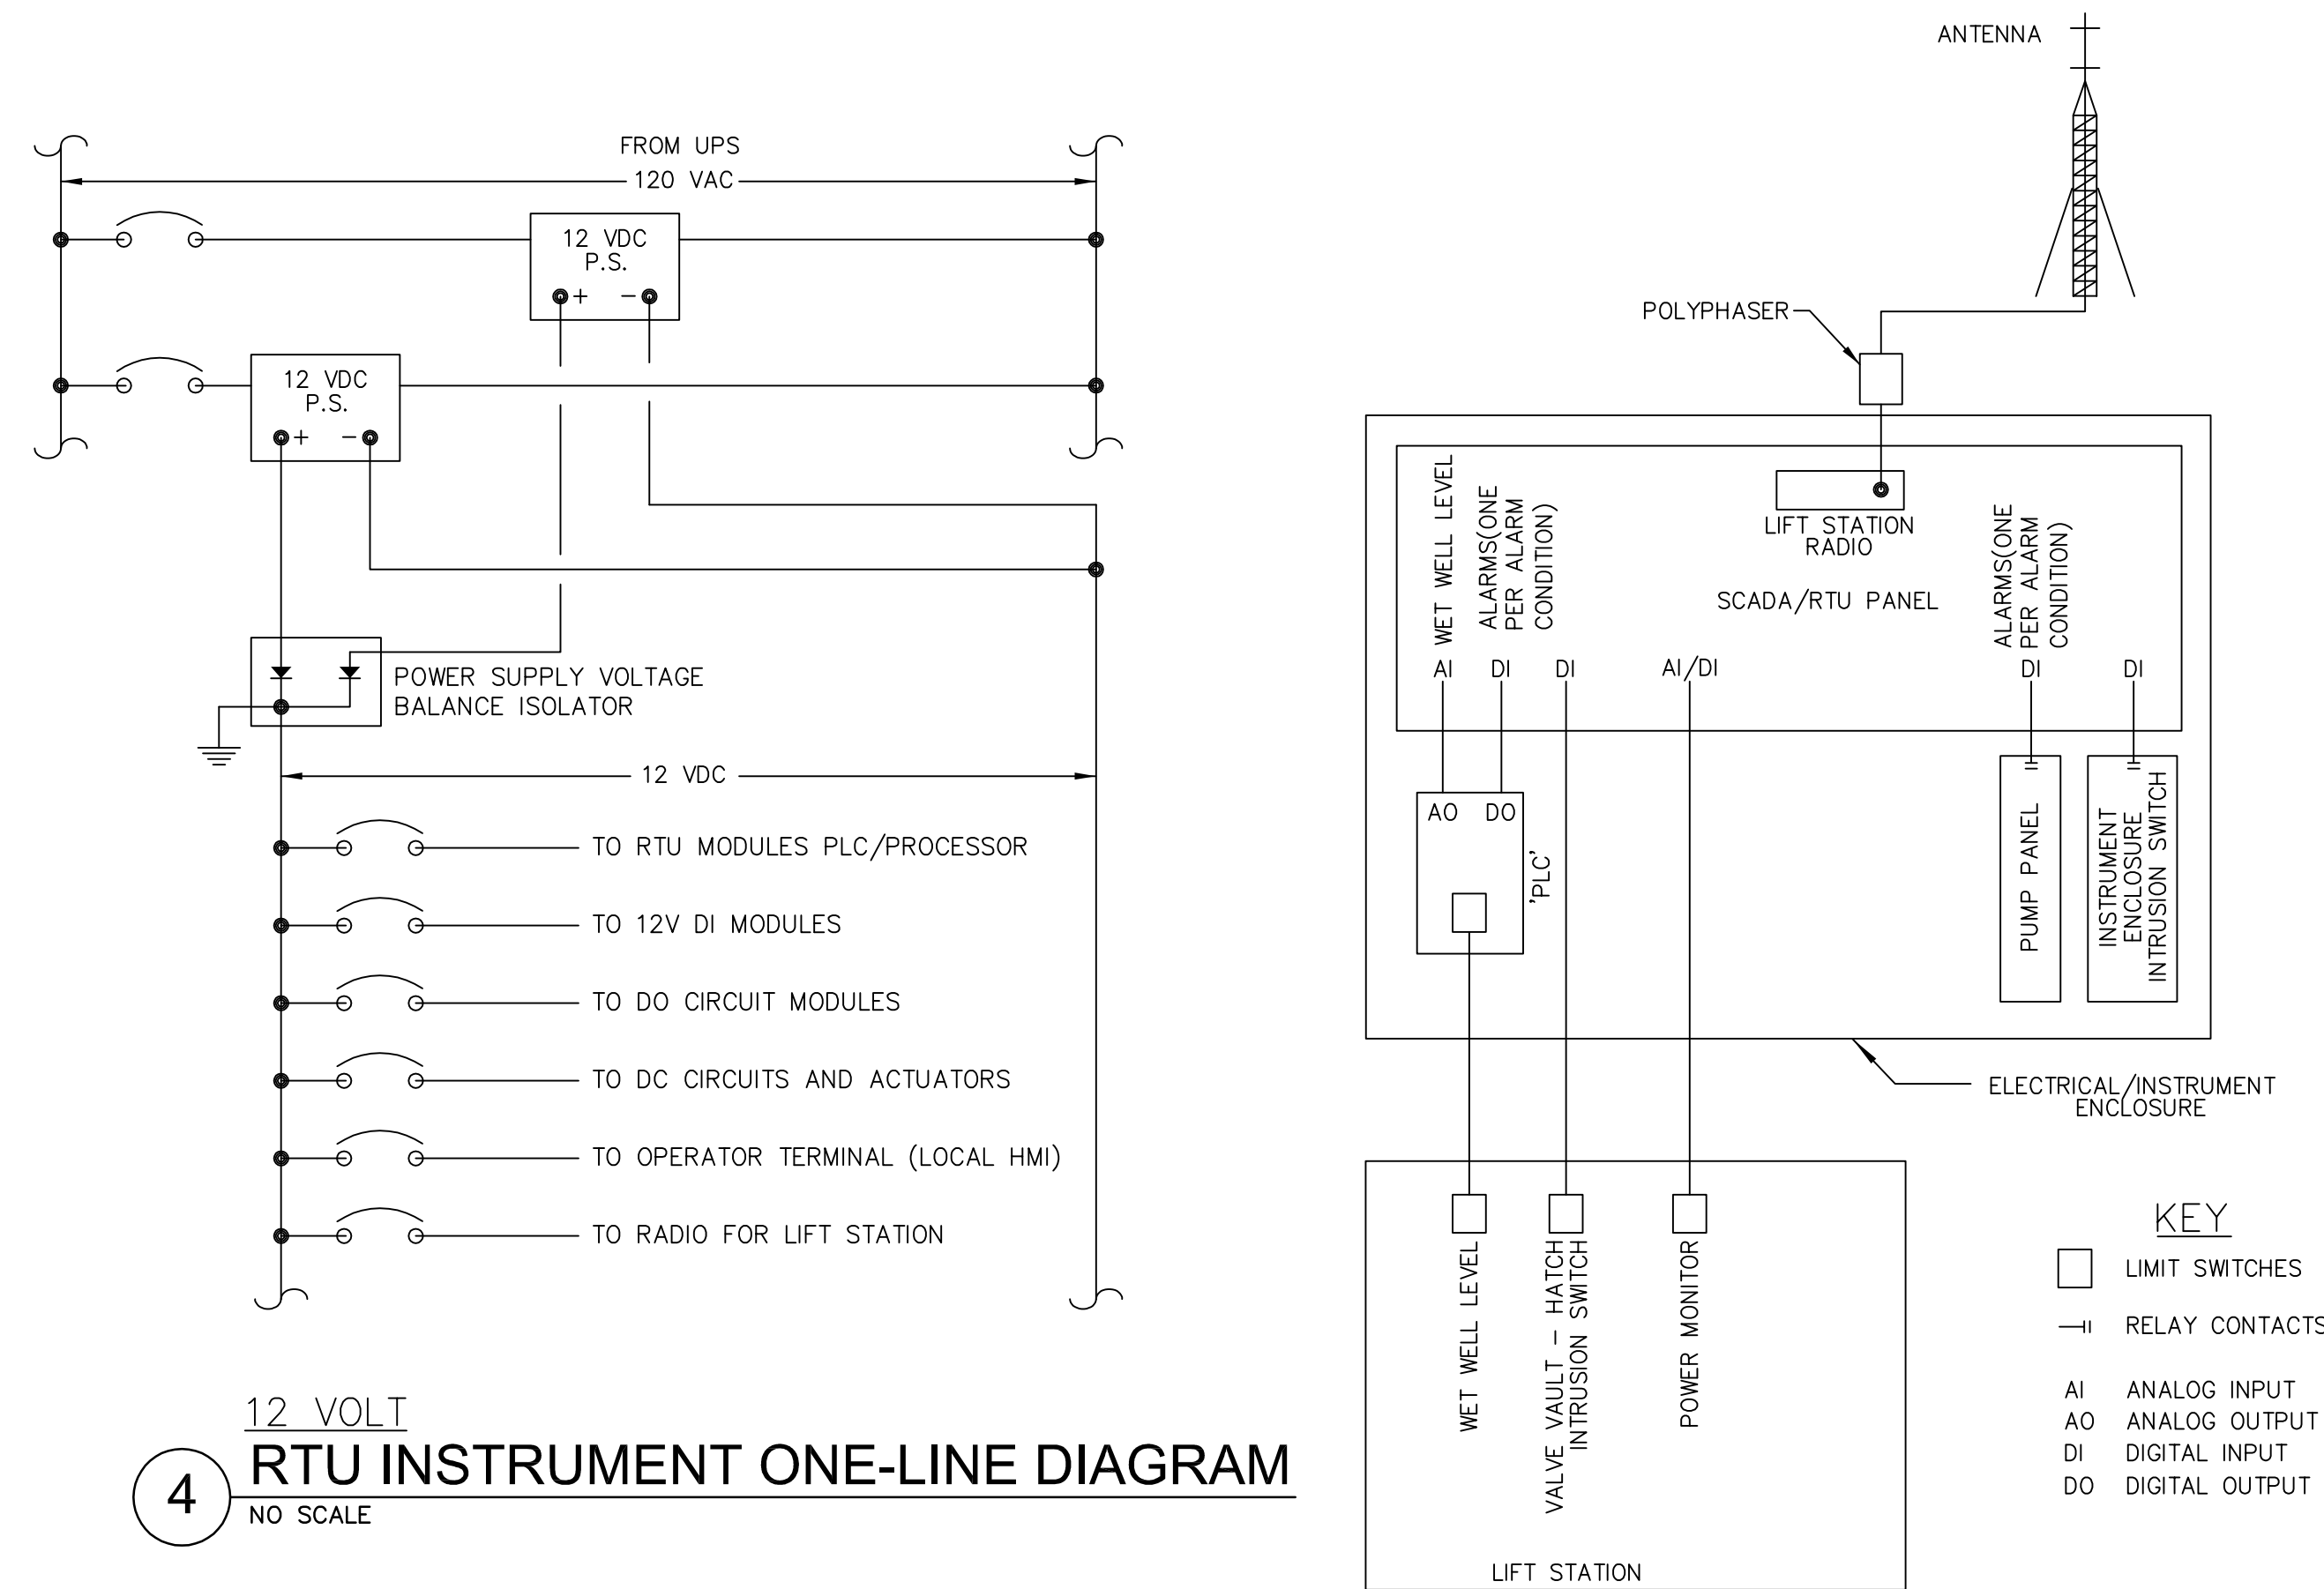 FROM UPS
120 VAC
12 VDC
P.S.
+ −
12 VDC
P.S.
+ −
POWER SUPPLY VOLTAGE
BALANCE ISOLATOR
12 VDC
TO RTU MODULES PLC/PROCESSOR
TO 12V DI MODULES
TO DO CIRCUIT MODULES
TO DC CIRCUITS AND ACTUATORS
TO OPERATOR TERMINAL (LOCAL HMI)
TO RADIO FOR LIFT STATION
12 VOLT
4
RTU INSTRUMENT ONE-LINE DIAGRAM
NO SCALE
ANTENNA
POLYPHASER
LIFT STATION
RADIO
SCADA/RTU PANEL
WET WELL LEVEL
ALARMS(ONE
PER ALARM
CONDITION)
ALARMS(ONE
PER ALARM
CONDITION)
AI DI DI AI/DI DI DI
AO DO
'PLC'
PUMP PANEL
INSTRUMENT
ENCLOSURE
INTRUSION SWITCH
ELECTRICAL/INSTRUMENT
ENCLOSURE
WET WELL LEVEL
VALVE VAULT – HATCH
INTRUSION SWITCH
POWER MONITOR
LIFT STATION
KEY
LIMIT SWITCHES
RELAY CONTACTS
AI ANALOG INPUT
AO ANALOG OUTPUT
DI DIGITAL INPUT
DO DIGITAL OUTPUT